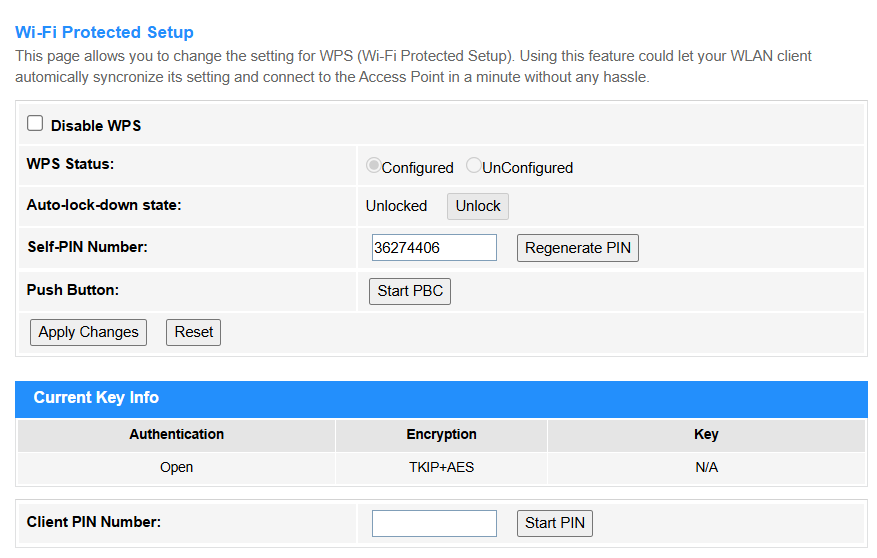 Wi-Fi Protected Setup
This page allows you to change the setting for WPS (Wi-Fi Protected Setup). Using this feature could let your WLAN client
automically syncronize its setting and connect to the Access Point in a minute without any hassle.
Disable WPS
WPS Status: Configured UnConfigured
Auto-lock-down state: Unlocked Unlock
Self-PIN Number: 36274406 Regenerate PIN
Push Button: Start PBC
Apply Changes Reset
Current Key Info
Authentication Encryption Key
Open TKIP+AES N/A
Client PIN Number: Start PIN